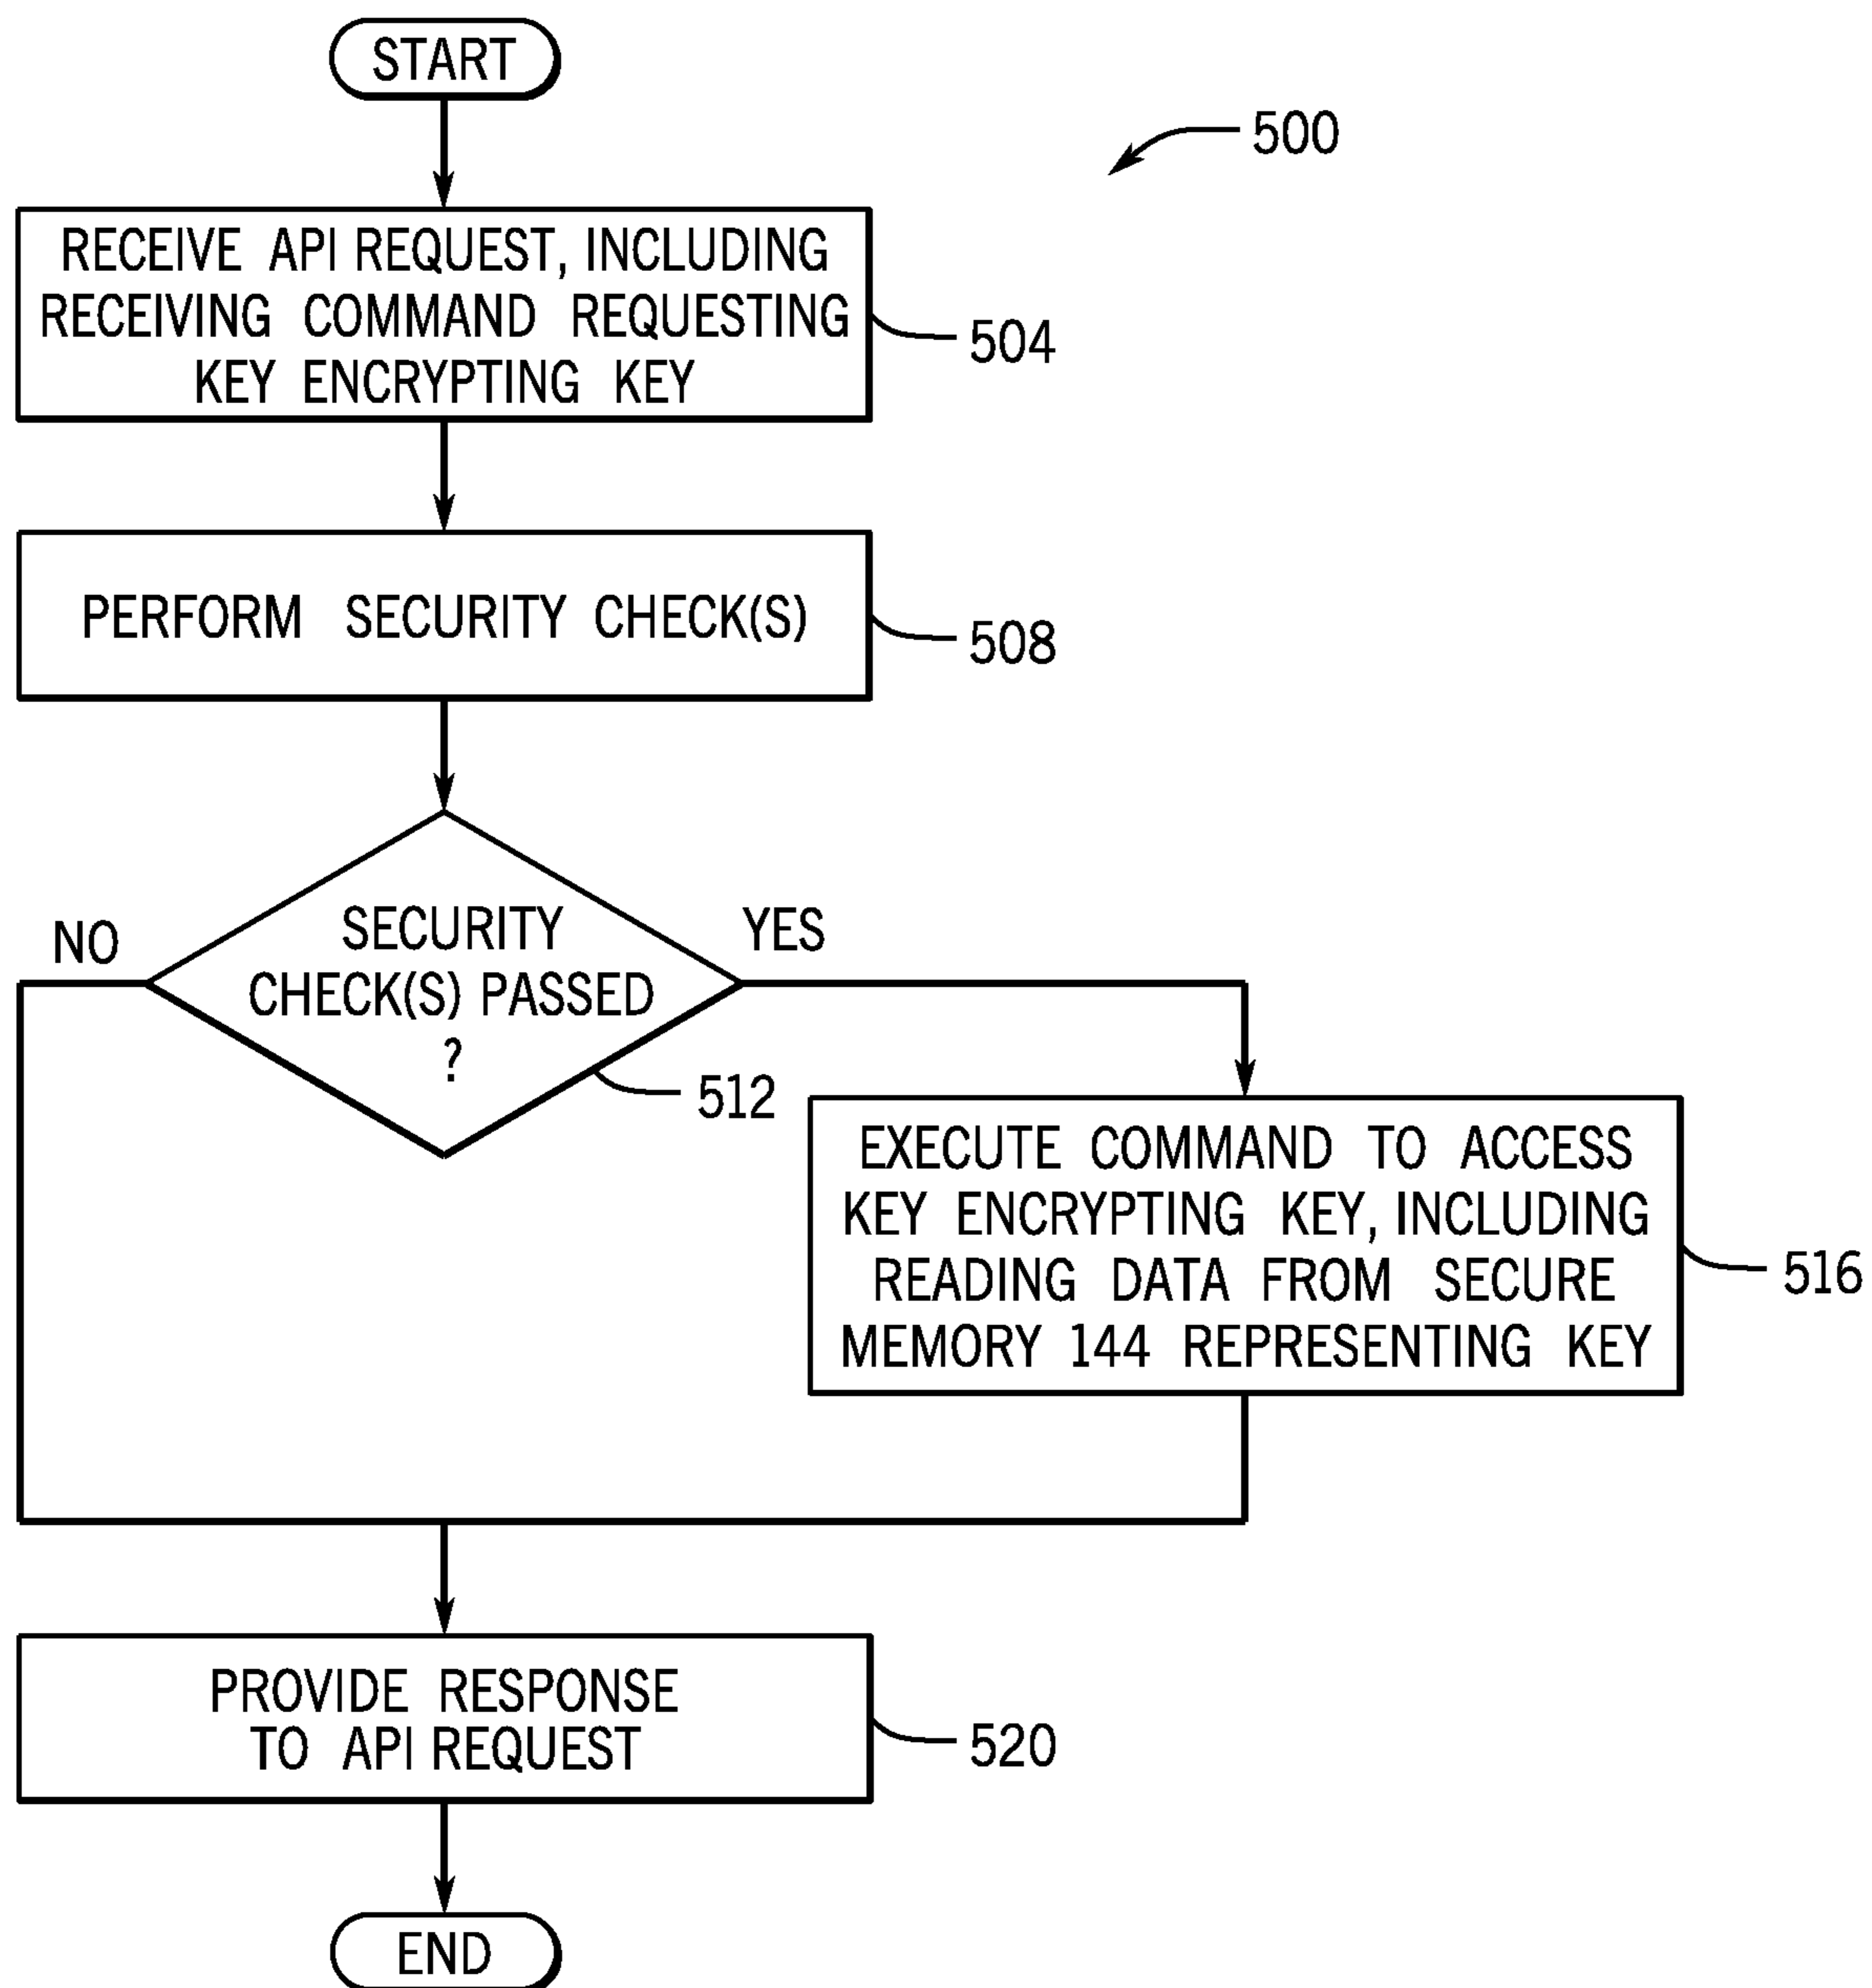 START
500
RECEIVE API REQUEST, INCLUDING
RECEIVING COMMAND REQUESTING
KEY ENCRYPTING KEY
504
PERFORM SECURITY CHECK(S)
508
SECURITY
CHECK(S) PASSED
?
NO
YES
512
EXECUTE COMMAND TO ACCESS
KEY ENCRYPTING KEY, INCLUDING
READING DATA FROM SECURE
MEMORY 144 REPRESENTING KEY
516
PROVIDE RESPONSE
TO API REQUEST
520
END